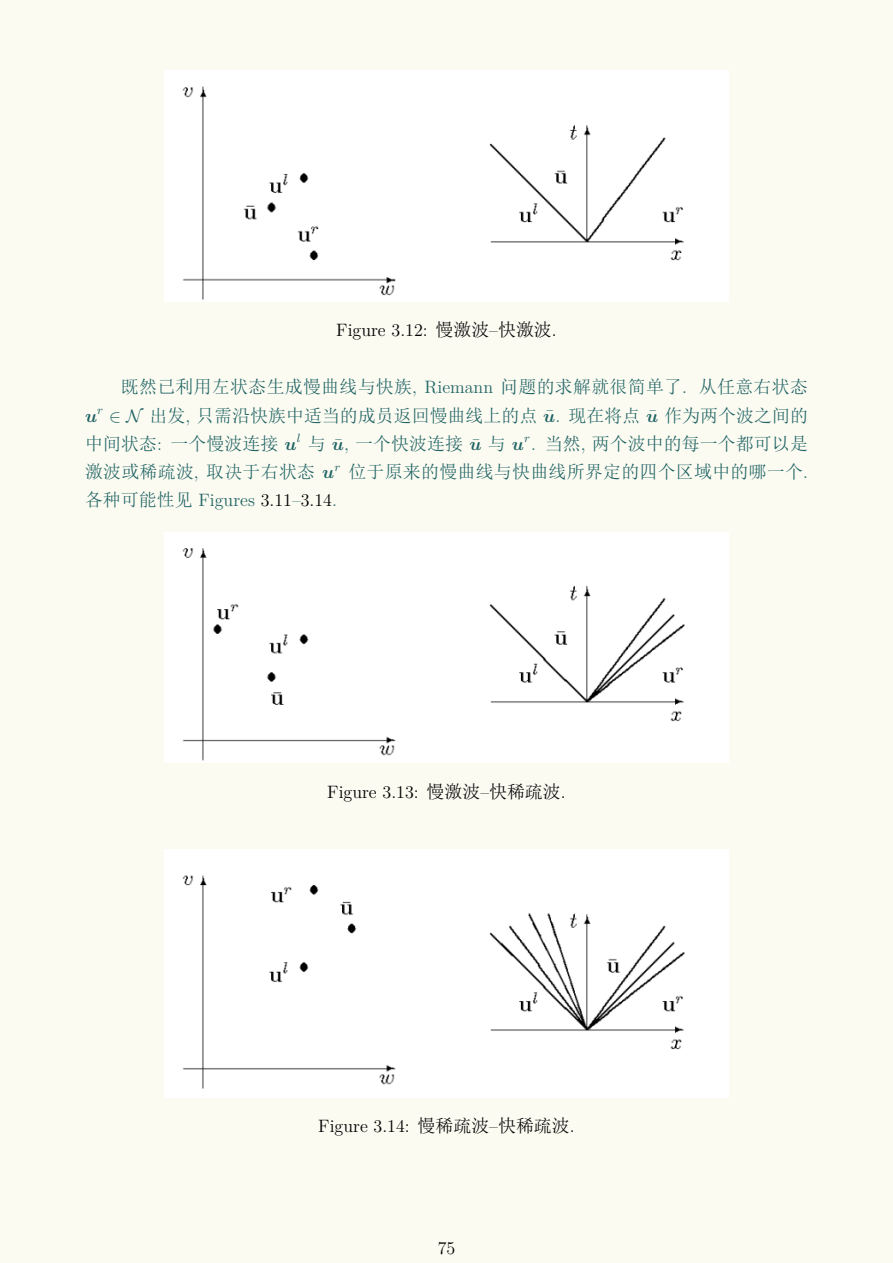 v
t
u^l
ū
ū
u^l
u^r
u^r
w
x
Figure 3.12: 慢激波–快激波.
既然已利用左状态生成慢曲线与快族, Riemann 问题的求解就很简单了. 从任意右状态
u^r ∈ N 出发, 只需沿快族中适当的成员返回慢曲线上的点 ū. 现在将点 ū 作为两个波之间的
中间状态: 一个慢波连接 u^l 与 ū, 一个快波连接 ū 与 u^r. 当然, 两个波中的每一个都可以是
激波或稀疏波, 取决于右状态 u^r 位于原来的慢曲线与快曲线所界定的四个区域中的哪一个.
各种可能性见 Figures 3.11–3.14.
v
t
u^r
u^l
ū
ū
u^l
u^r
w
x
Figure 3.13: 慢激波–快稀疏波.
v
t
u^r
ū
u^l
ū
u^l
u^r
w
x
Figure 3.14: 慢稀疏波–快稀疏波.
75